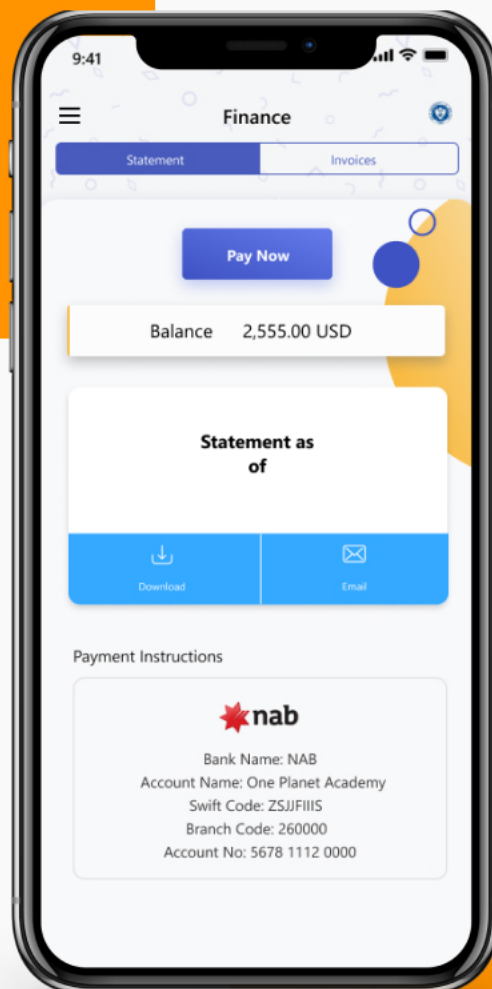 9:41
Finance
Statement
Invoices
Pay Now
Balance 2,555.00 USD
Statement as
of
Download
Email
Payment Instructions
nab
Bank Name: NAB
Account Name: One Planet Academy
Swift Code: ZSJJFIIIS
Branch Code: 260000
Account No: 5678 1112 0000